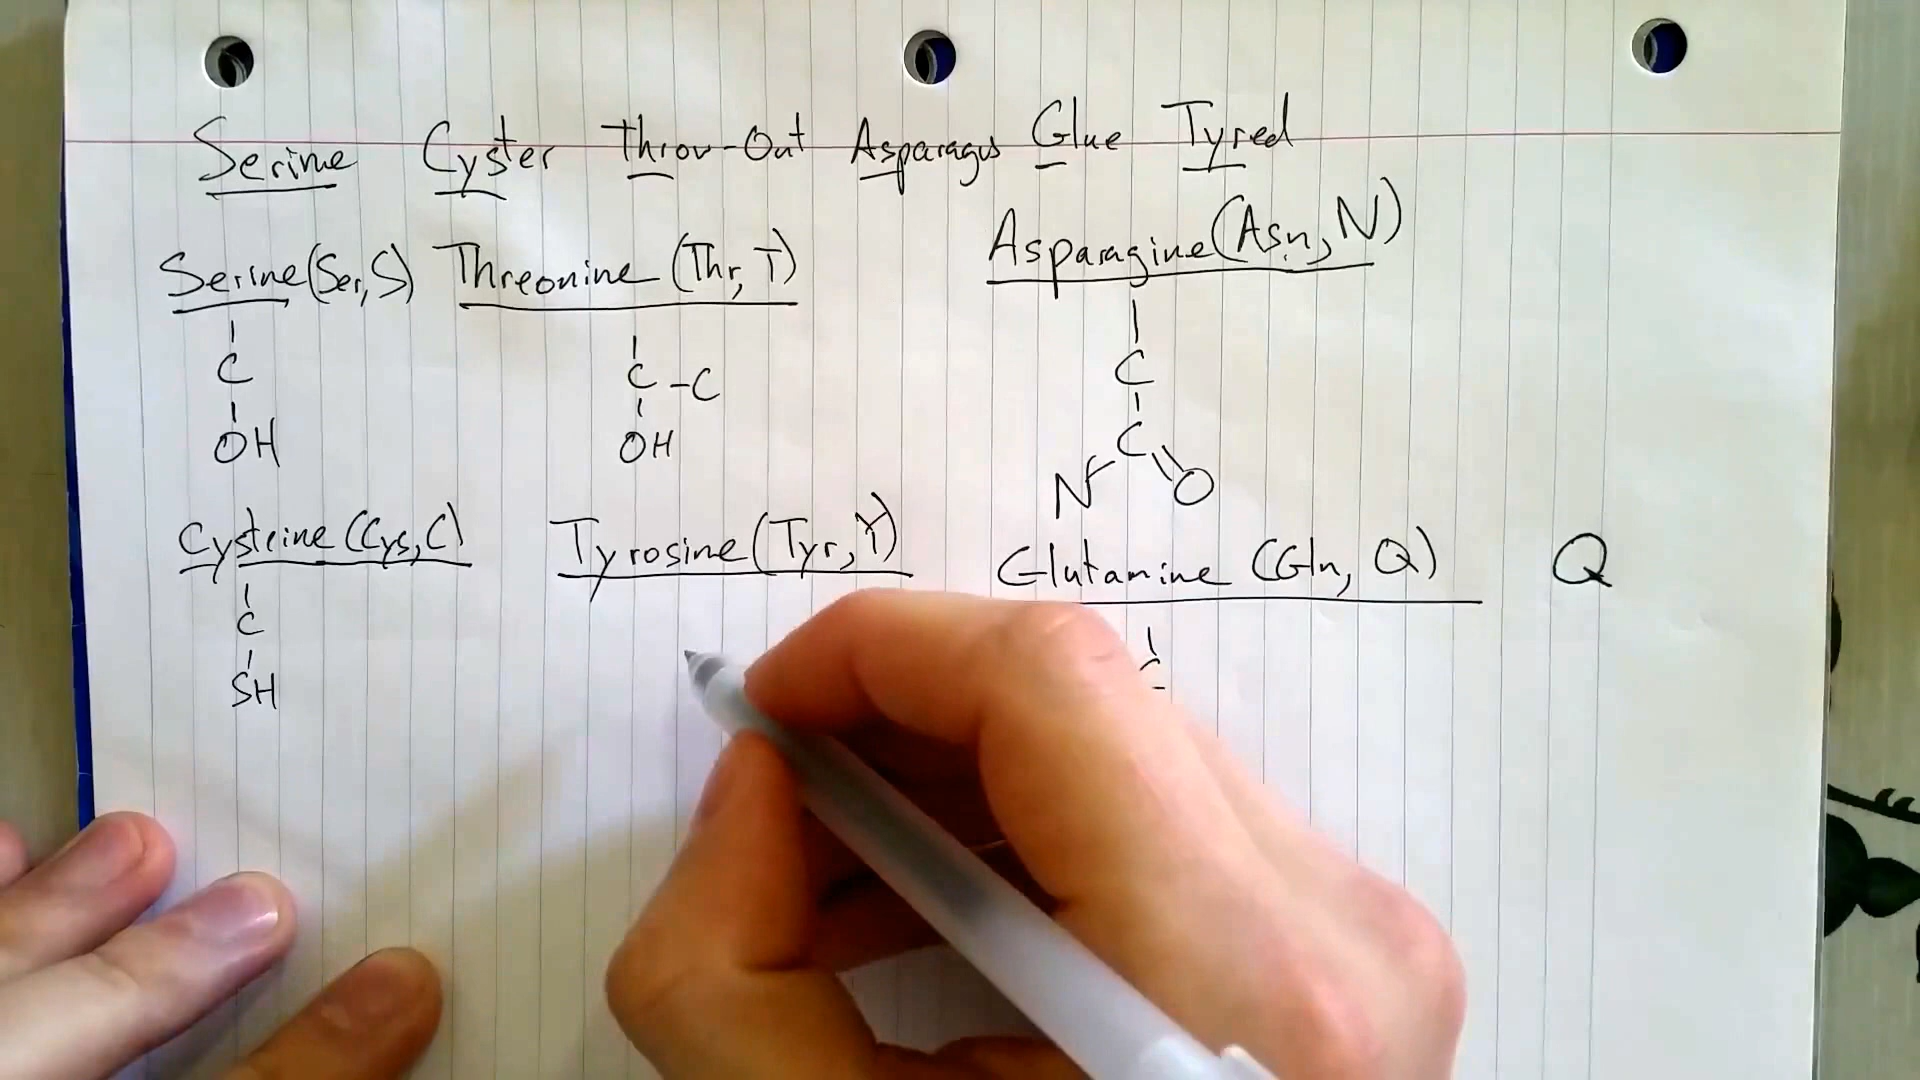 Serine Cyster Throw-Out Asparagus Glue Tyred
Serine (Ser, S) Threonine (Thr, T) Asparagine (Asn, N)
C C - C C
OH OH C
N O
Cysteine (Cys, C) Tyrosine (Tyr, Y) Glutamine (Gln, Q) Q
C C
SH